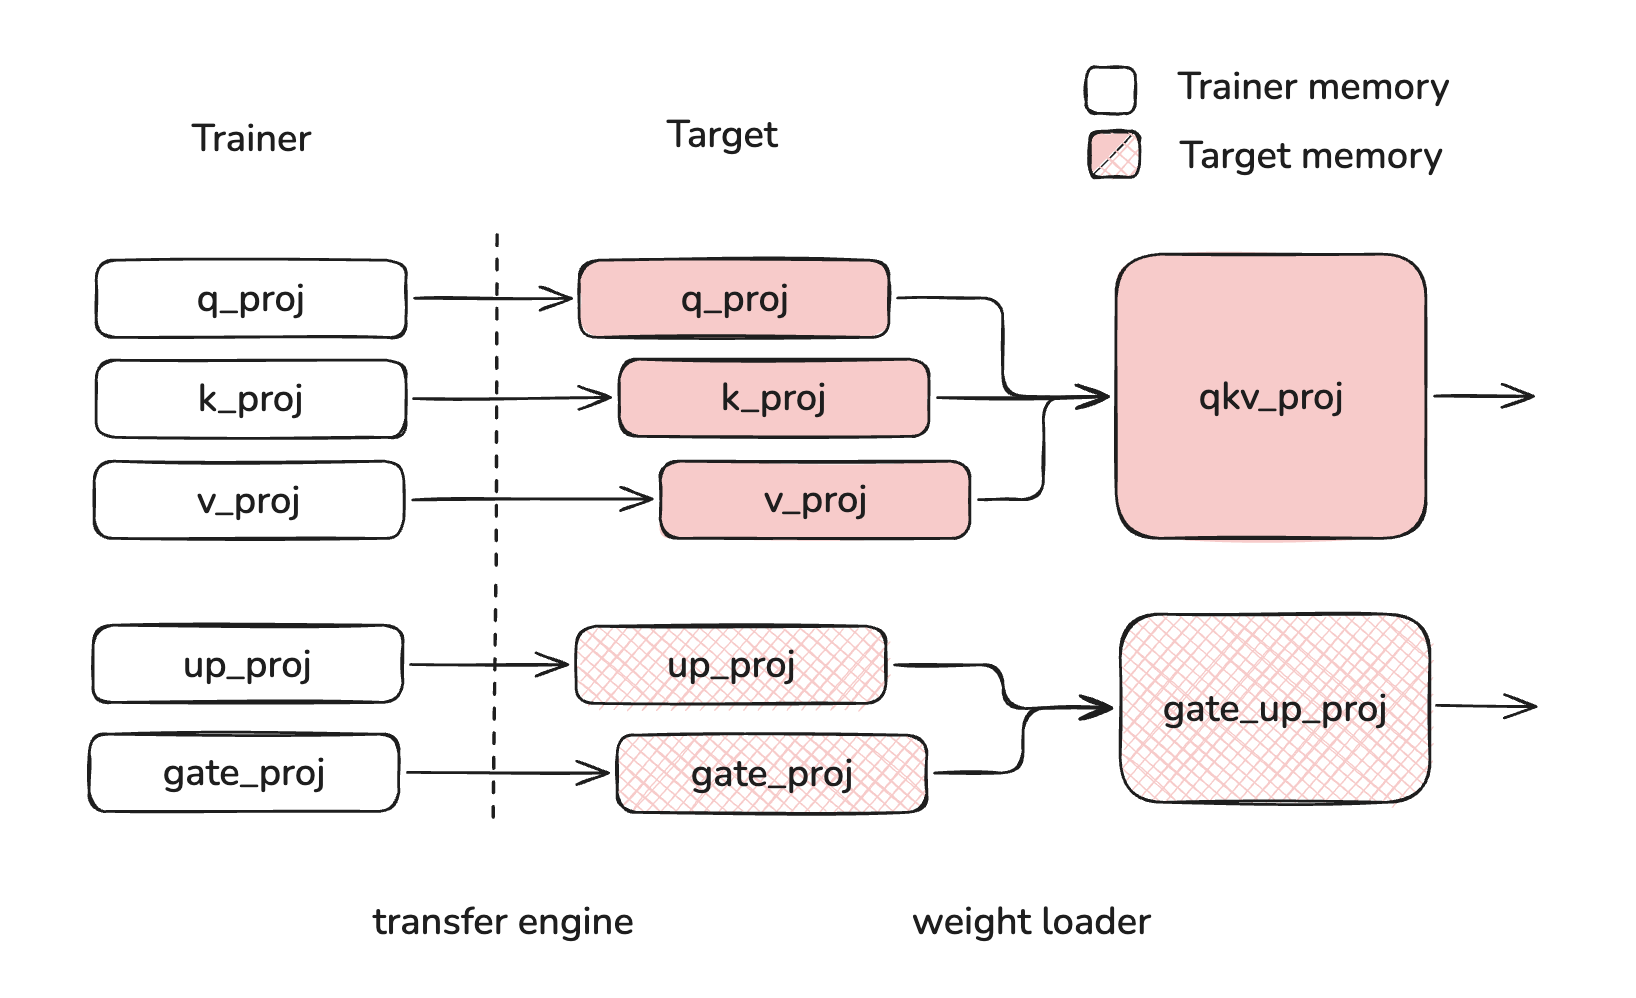 Trainer memory
Target memory
Trainer
Target
q_proj
q_proj
k_proj
k_proj
qkv_proj
v_proj
v_proj
up_proj
up_proj
gate_up_proj
gate_proj
gate_proj
transfer engine
weight loader